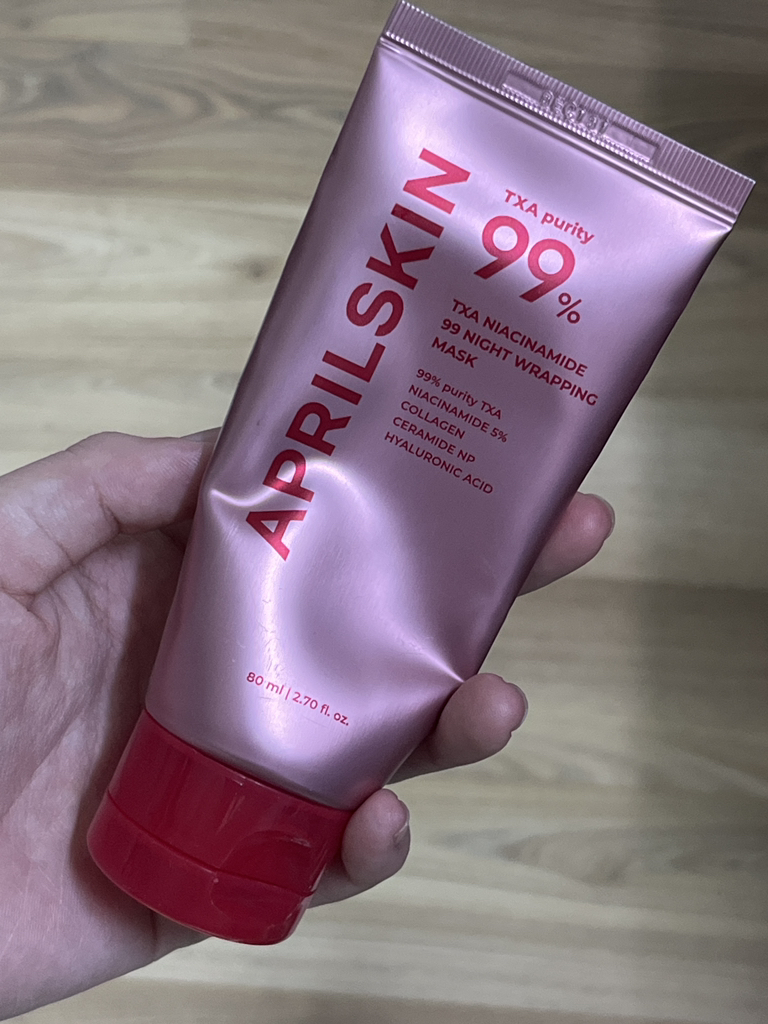 APRILSKIN
TXA purity
99%
TXA NIACINAMIDE
99 NIGHT WRAPPING
MASK
99% purity TXA
NIACINAMIDE 5%
COLLAGEN
CERAMIDE NP
HYALURONIC ACID
80 ml | 2.70 fl. oz.